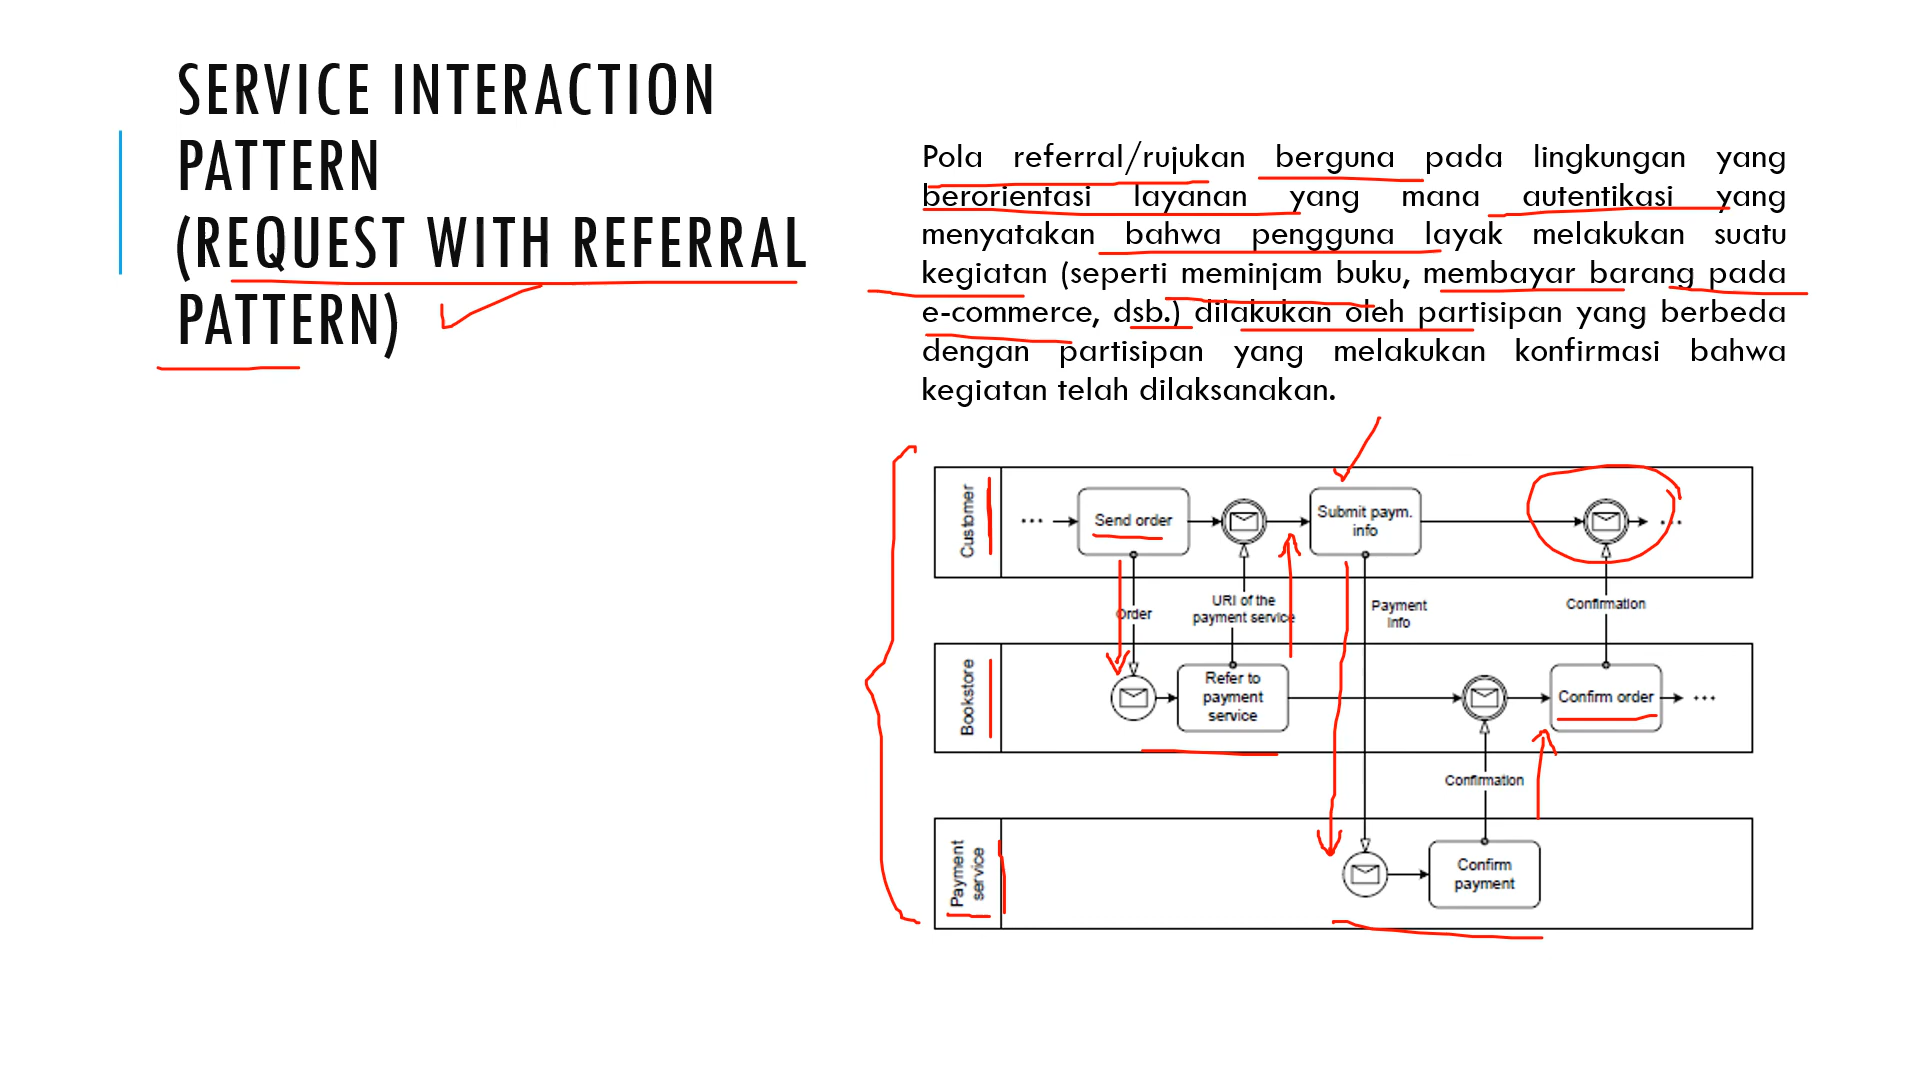 SERVICE INTERACTION
PATTERN
(REQUEST WITH REFERRAL
PATTERN)
Pola referral/rujukan berguna pada lingkungan yang
berorientasi layanan yang mana autentikasi yang
menyatakan bahwa pengguna layak melakukan suatu
kegiatan (seperti meminjam buku, membayar barang pada
e-commerce, dsb.) dilakukan oleh partisipan yang berbeda
dengan partisipan yang melakukan konfirmasi bahwa
kegiatan telah dilaksanakan.
Customer
...
Send order
Submit paym.
info
...
Order
URI of the
payment service
Payment
info
Confirmation
Bookstore
Refer to
payment
service
Confirm order
...
Confirmation
Payment
service
Confirm
payment